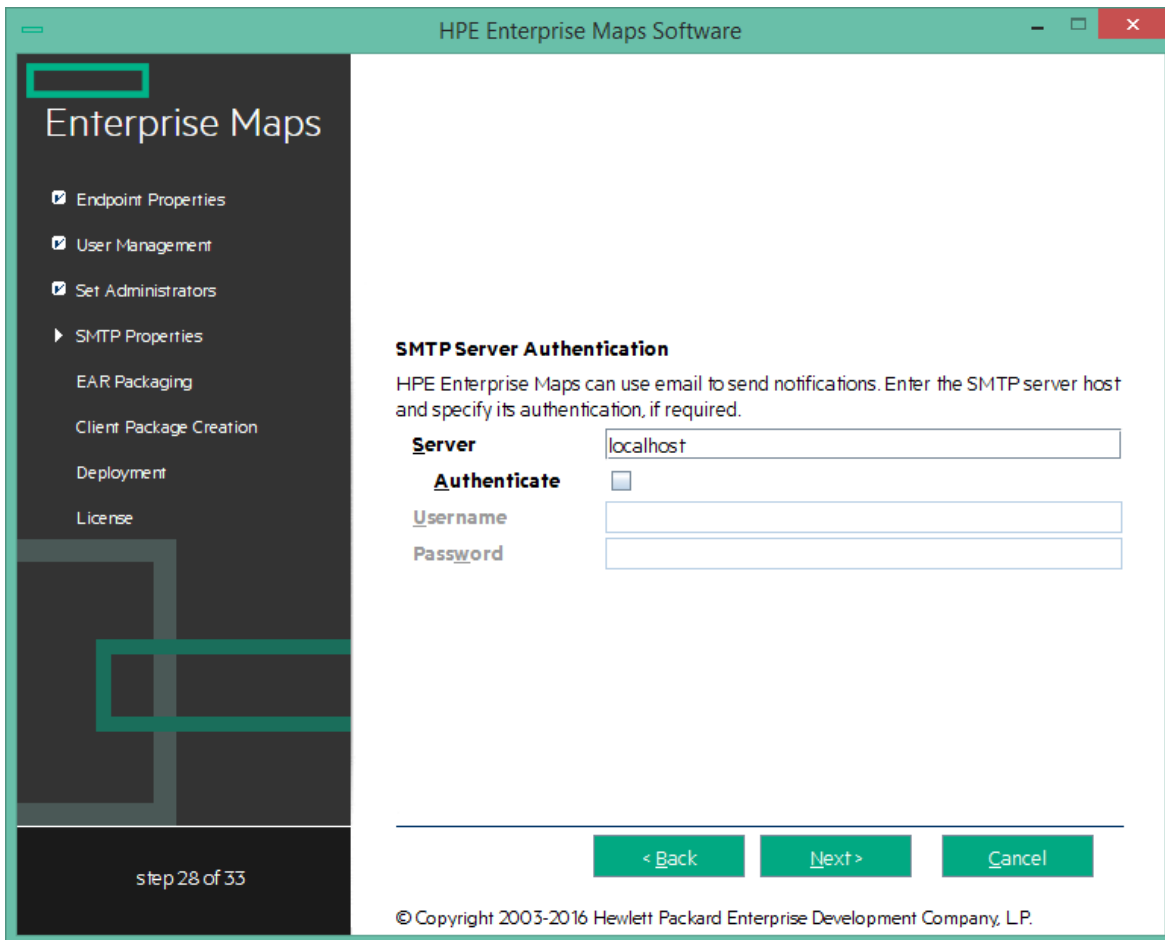 HPE Enterprise Maps Software
Enterprise Maps
Endpoint Properties
User Management
Set Administrators
SMTP Properties
EAR Packaging
Client Package Creation
Deployment
License
step 28 of 33
SMTP Server Authentication
HPE Enterprise Maps can use email to send notifications. Enter the SMTP server host
and specify its authentication, if required.
Server localhost
Authenticate
Username
Password
< Back Next > Cancel
© Copyright 2003-2016 Hewlett Packard Enterprise Development Company, L.P.